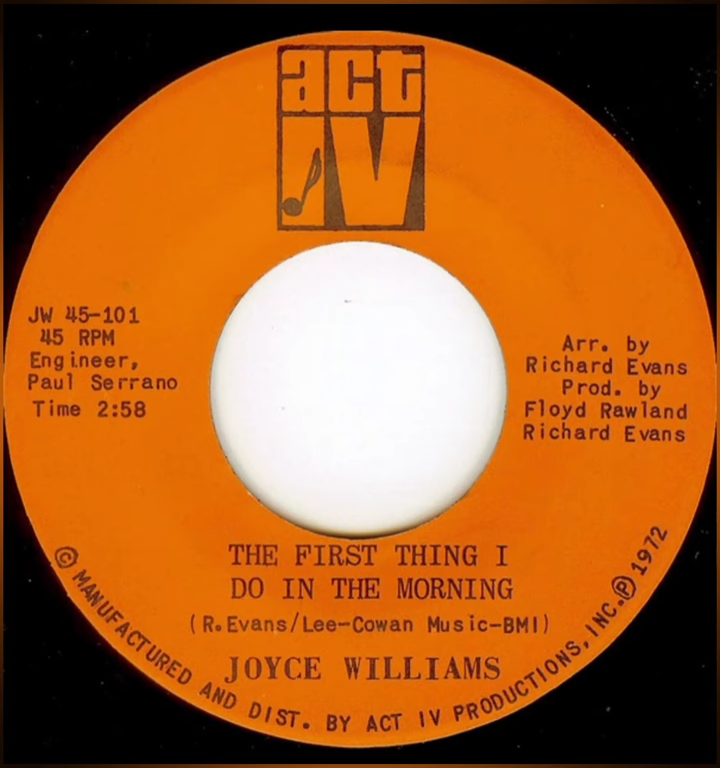 act
IV
JW 45-101
45 RPM
Engineer,
Paul Serrano
Time 2:58
Arr. by
Richard Evans
Prod. by
Floyd Rawland
Richard Evans
THE FIRST THING I
DO IN THE MORNING
(R.Evans/Lee-Cowan Music-BMI)
JOYCE WILLIAMS
© MANUFACTURED AND DIST. BY ACT IV PRODUCTIONS, INC. ℗ 1972